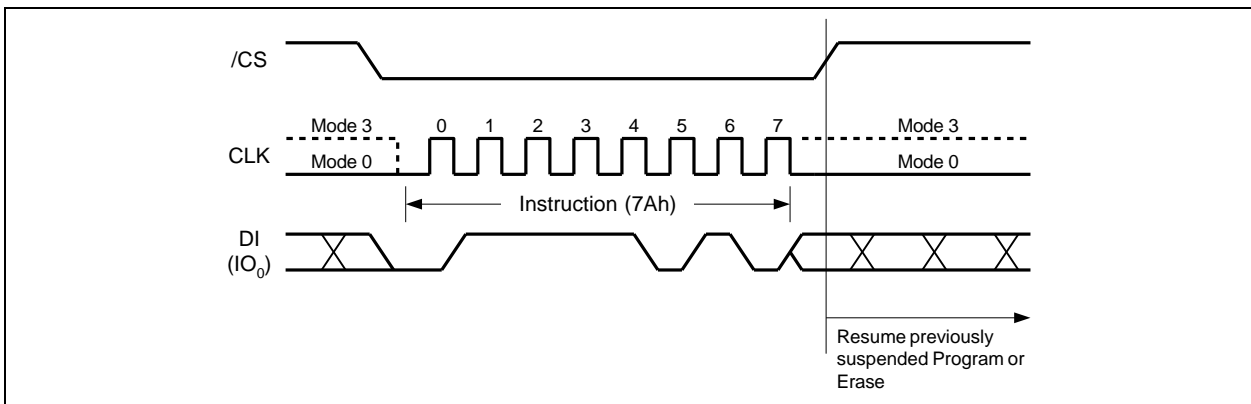 /CS
Mode 3
0 1 2 3 4 5 6 7
Mode 3
CLK
Mode 0
Mode 0
Instruction (7Ah)
DI
(IO0)
Resume previously
suspended Program or
Erase